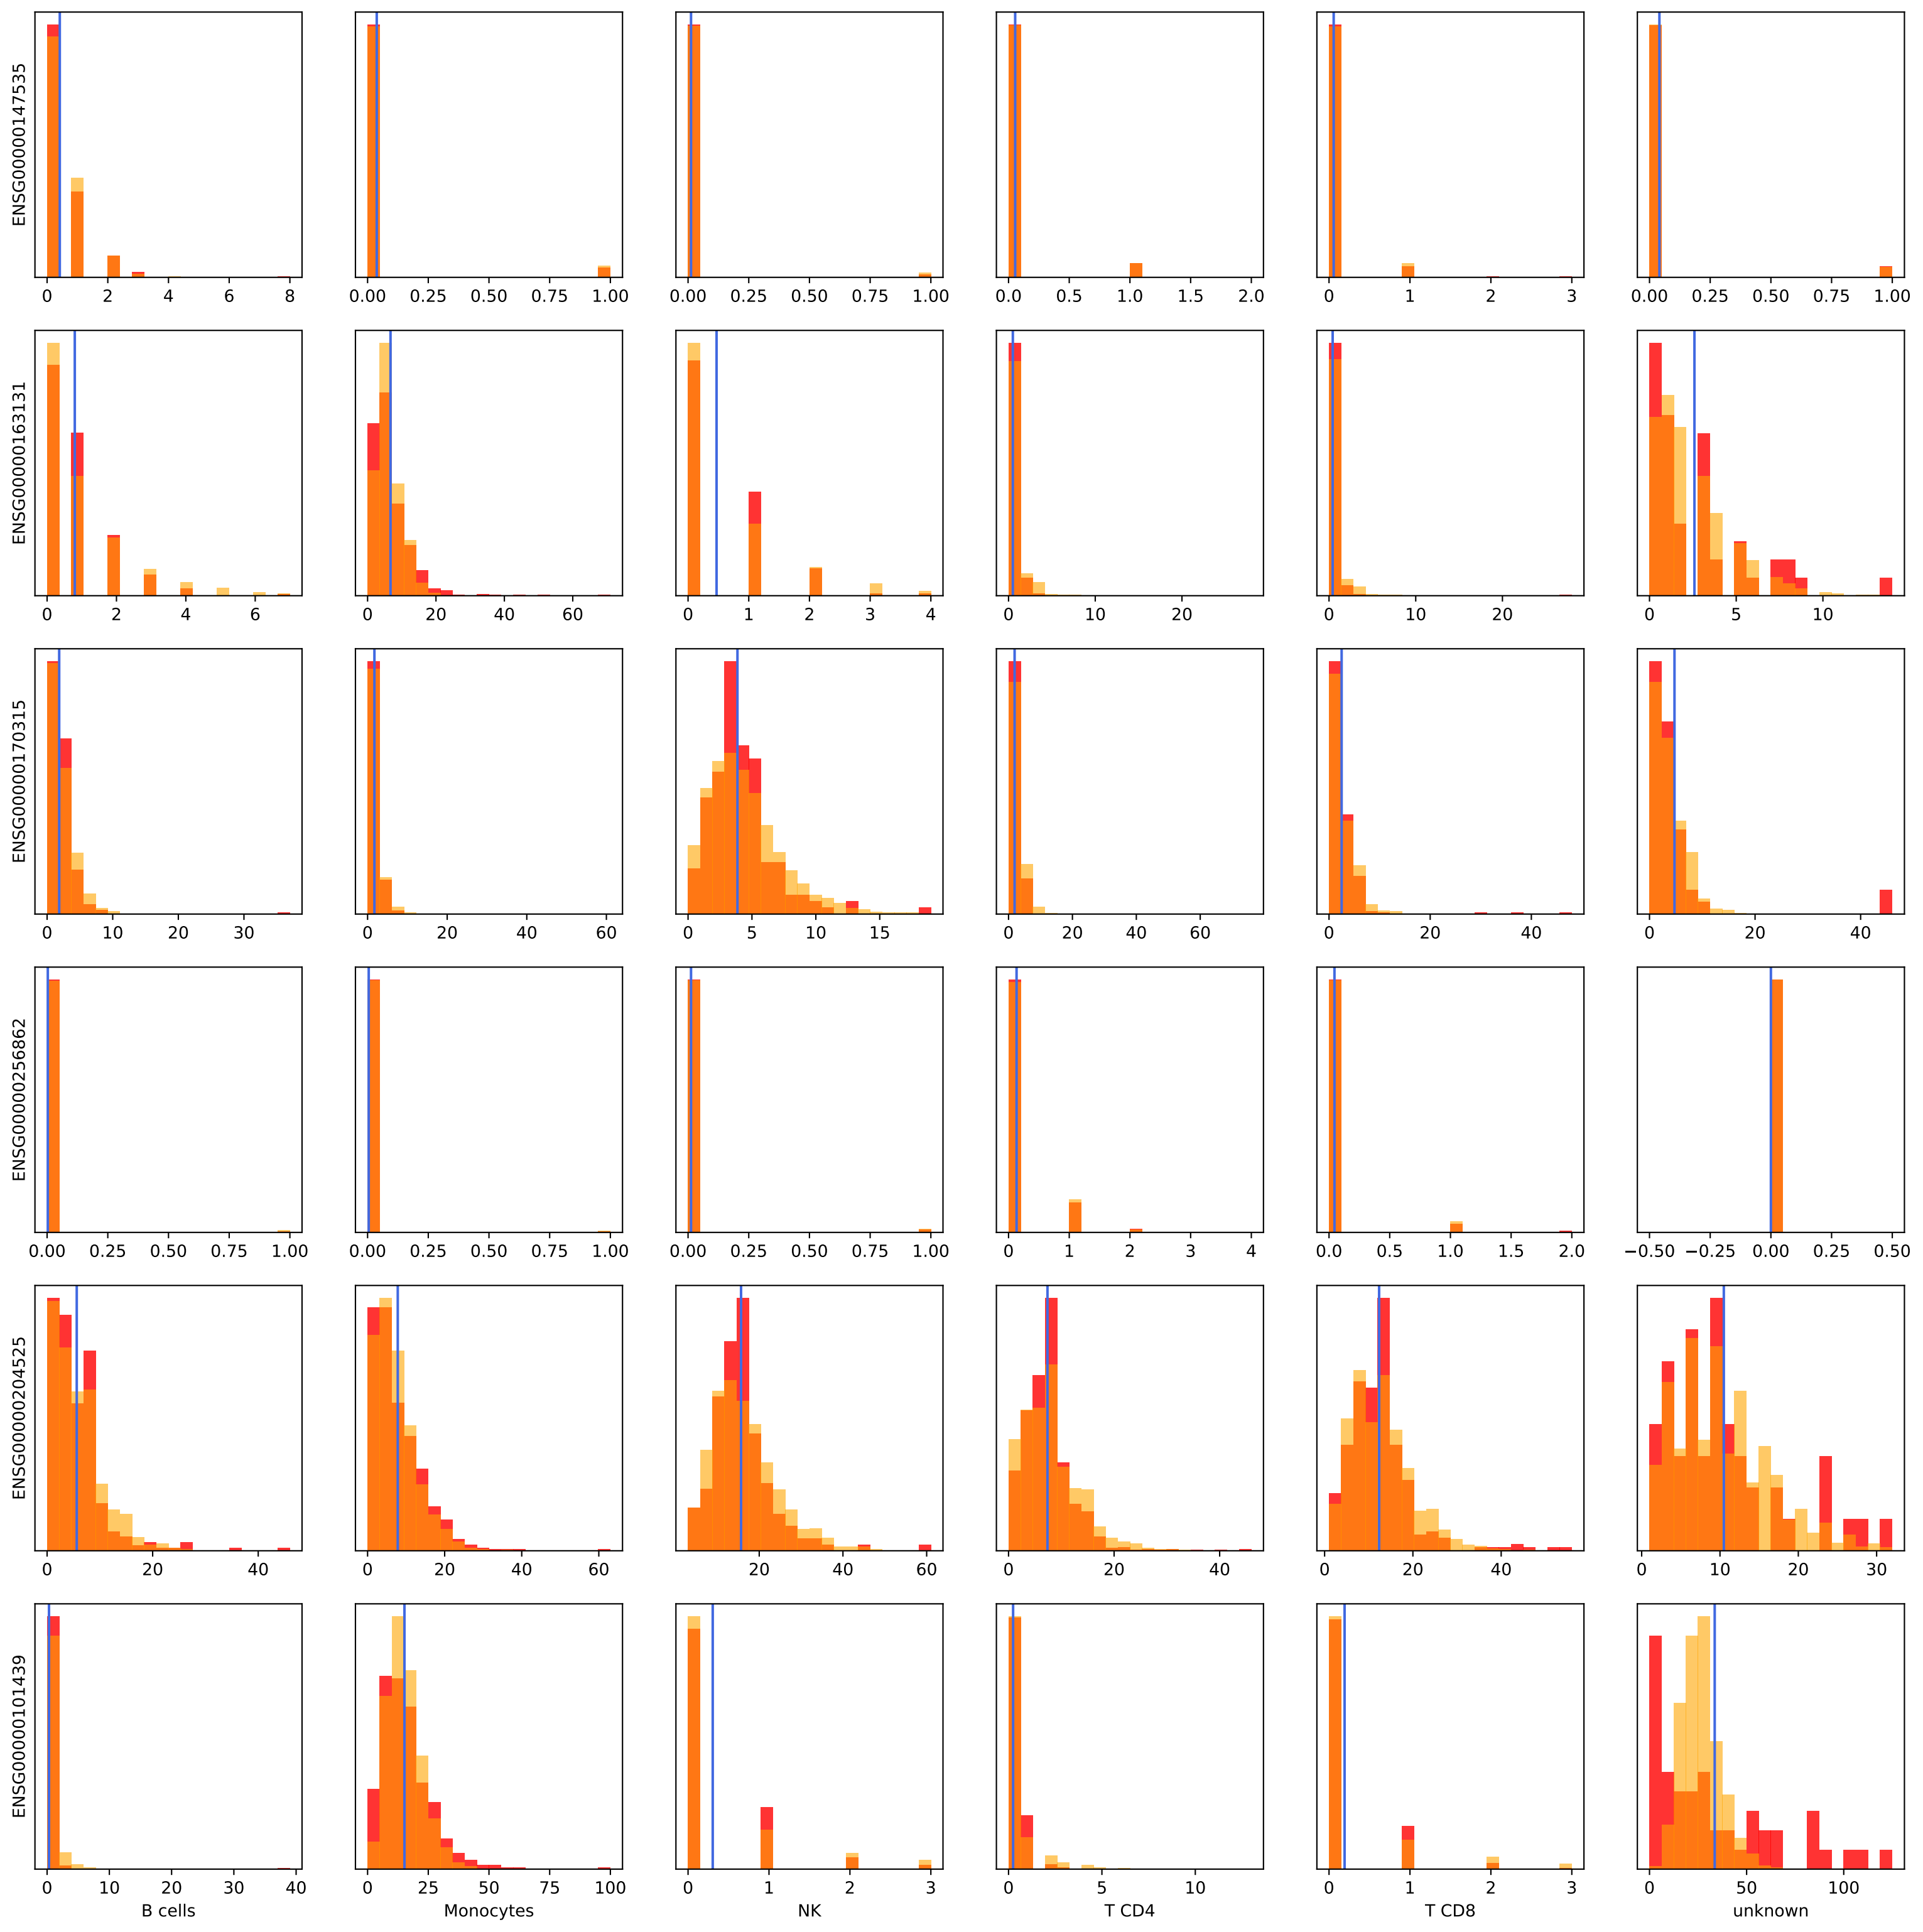 ENSG00000147535
0 2 4 6 8
0.00 0.25 0.50 0.75 1.00
0.00 0.25 0.50 0.75 1.00
0.0 0.5 1.0 1.5 2.0
0 1 2 3
0.00 0.25 0.50 0.75 1.00
ENSG00000163131
0 2 4 6
0 20 40 60
0 1 2 3 4
0 10 20
0 10 20
0 5 10
ENSG00000170315
0 10 20 30
0 20 40 60
0 5 10 15
0 20 40 60
0 20 40
0 20 40
ENSG00000256862
0.00 0.25 0.50 0.75 1.00
0.00 0.25 0.50 0.75 1.00
0.00 0.25 0.50 0.75 1.00
0 1 2 3 4
0.0 0.5 1.0 1.5 2.0
−0.50 −0.25 0.00 0.25 0.50
ENSG00000204525
0 20 40
0 20 40 60
20 40 60
0 20 40
0 20 40
0 10 20 30
ENSG00000101439
0 10 20 30 40
0 25 50 75 100
0 1 2 3
0 5 10
0 1 2 3
0 50 100
B cells
Monocytes
NK
T CD4
T CD8
unknown